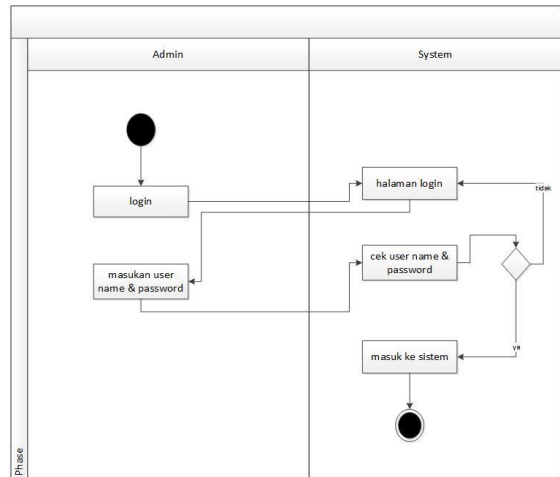 Admin
System
login
halaman login
tidak
masukan user
name & password
cek user name &
password
ya
masuk ke sistem
Phase